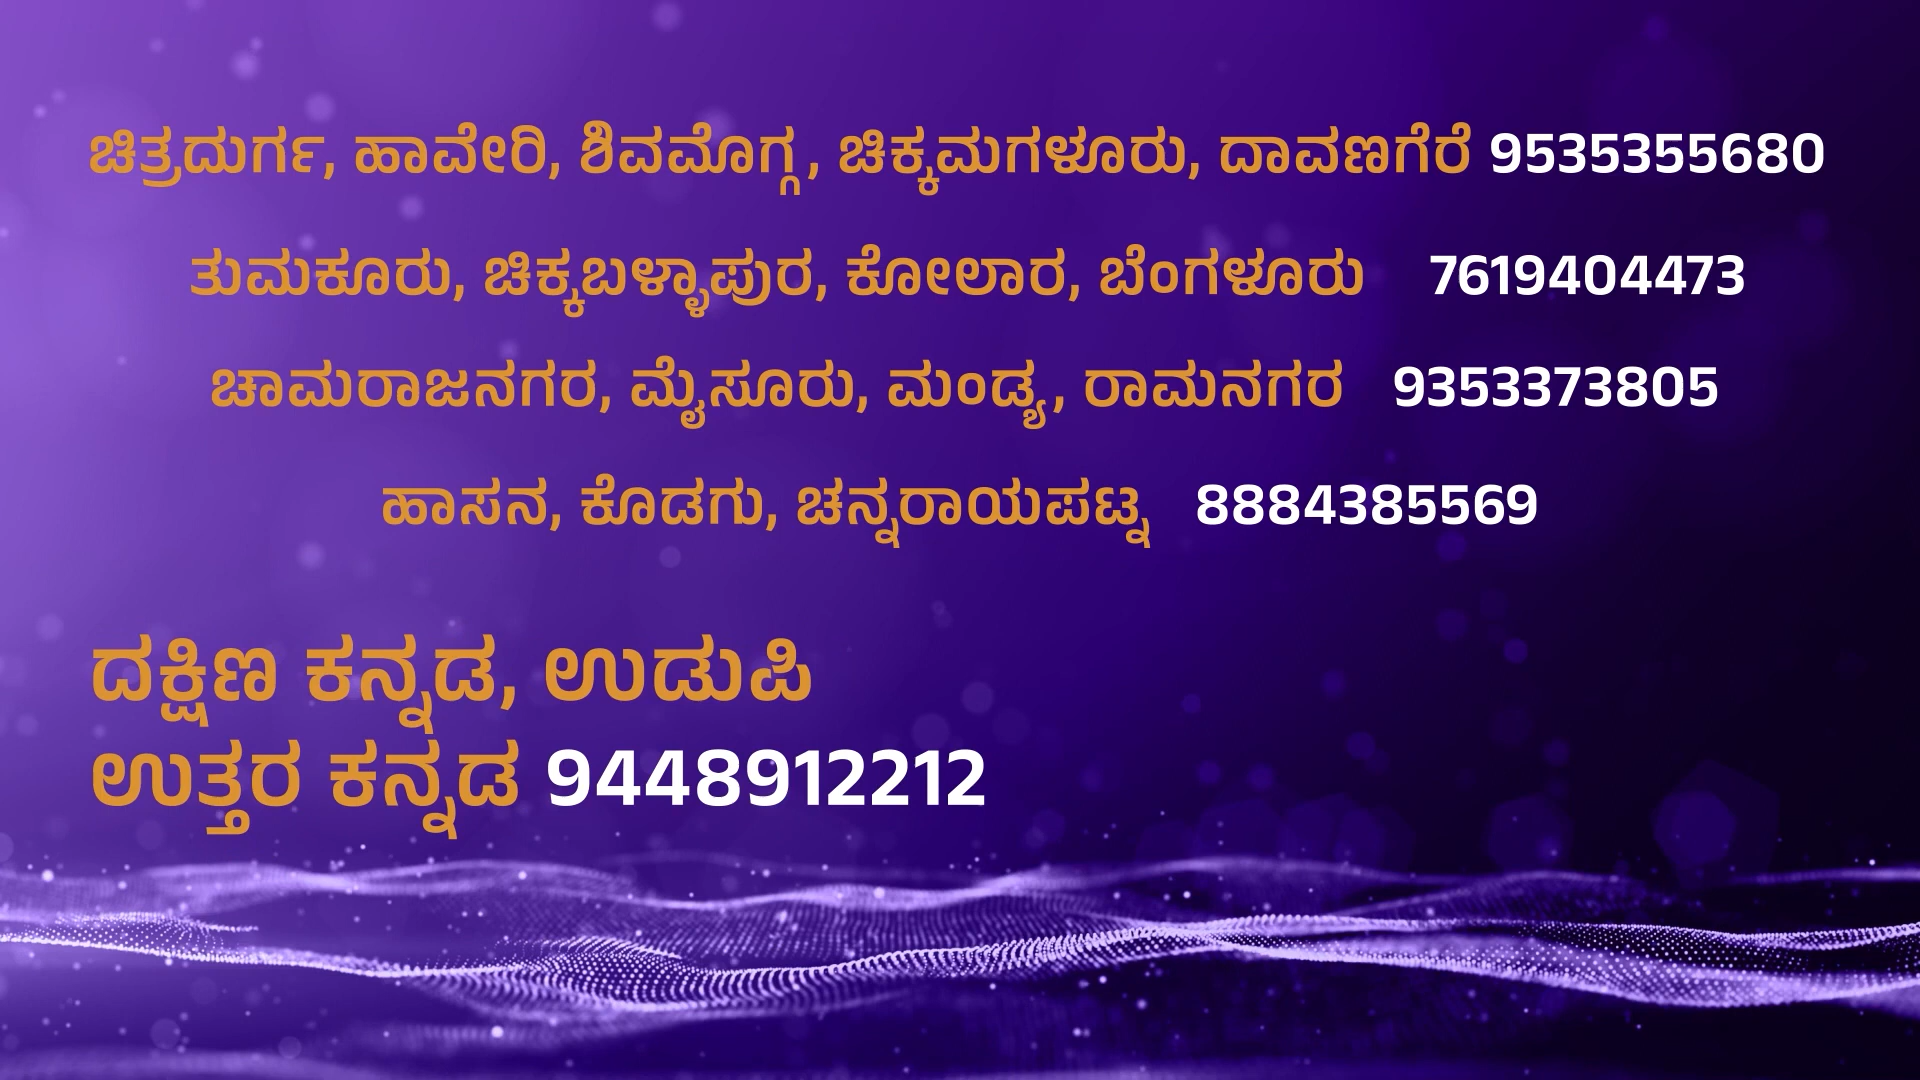 ಚಿತ್ರದುರ್ಗ, ಹಾವೇರಿ, ಶಿವಮೊಗ್ಗ, ಚಿಕ್ಕಮಗಳೂರು, ದಾವಣಗೆರೆ 9535355680
ತುಮಕೂರು, ಚಿಕ್ಕಬಳ್ಳಾಪುರ, ಕೋಲಾರ, ಬೆಂಗಳೂರು 7619404473
ಚಾಮರಾಜನಗರ, ಮೈಸೂರು, ಮಂಡ್ಯ, ರಾಮನಗರ 9353373805
ಹಾಸನ, ಕೊಡಗು, ಚನ್ನರಾಯಪಟ್ನ 8884385569
ದಕ್ಷಿಣ ಕನ್ನಡ, ಉಡುಪಿ
ಉತ್ತರ ಕನ್ನಡ 9448912212